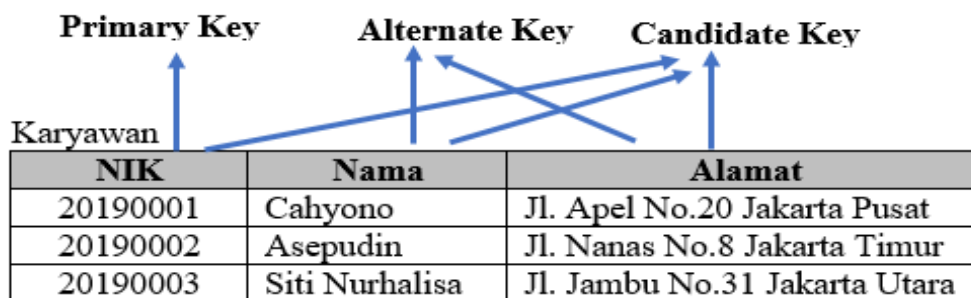 Primary Key Alternate Key Candidate Key
Karyawan
NIK Nama Alamat
20190001 Cahyono Jl. Apel No.20 Jakarta Pusat
20190002 Asepudin Jl. Nanas No.8 Jakarta Timur
20190003 Siti Nurhalisa Jl. Jambu No.31 Jakarta Utara